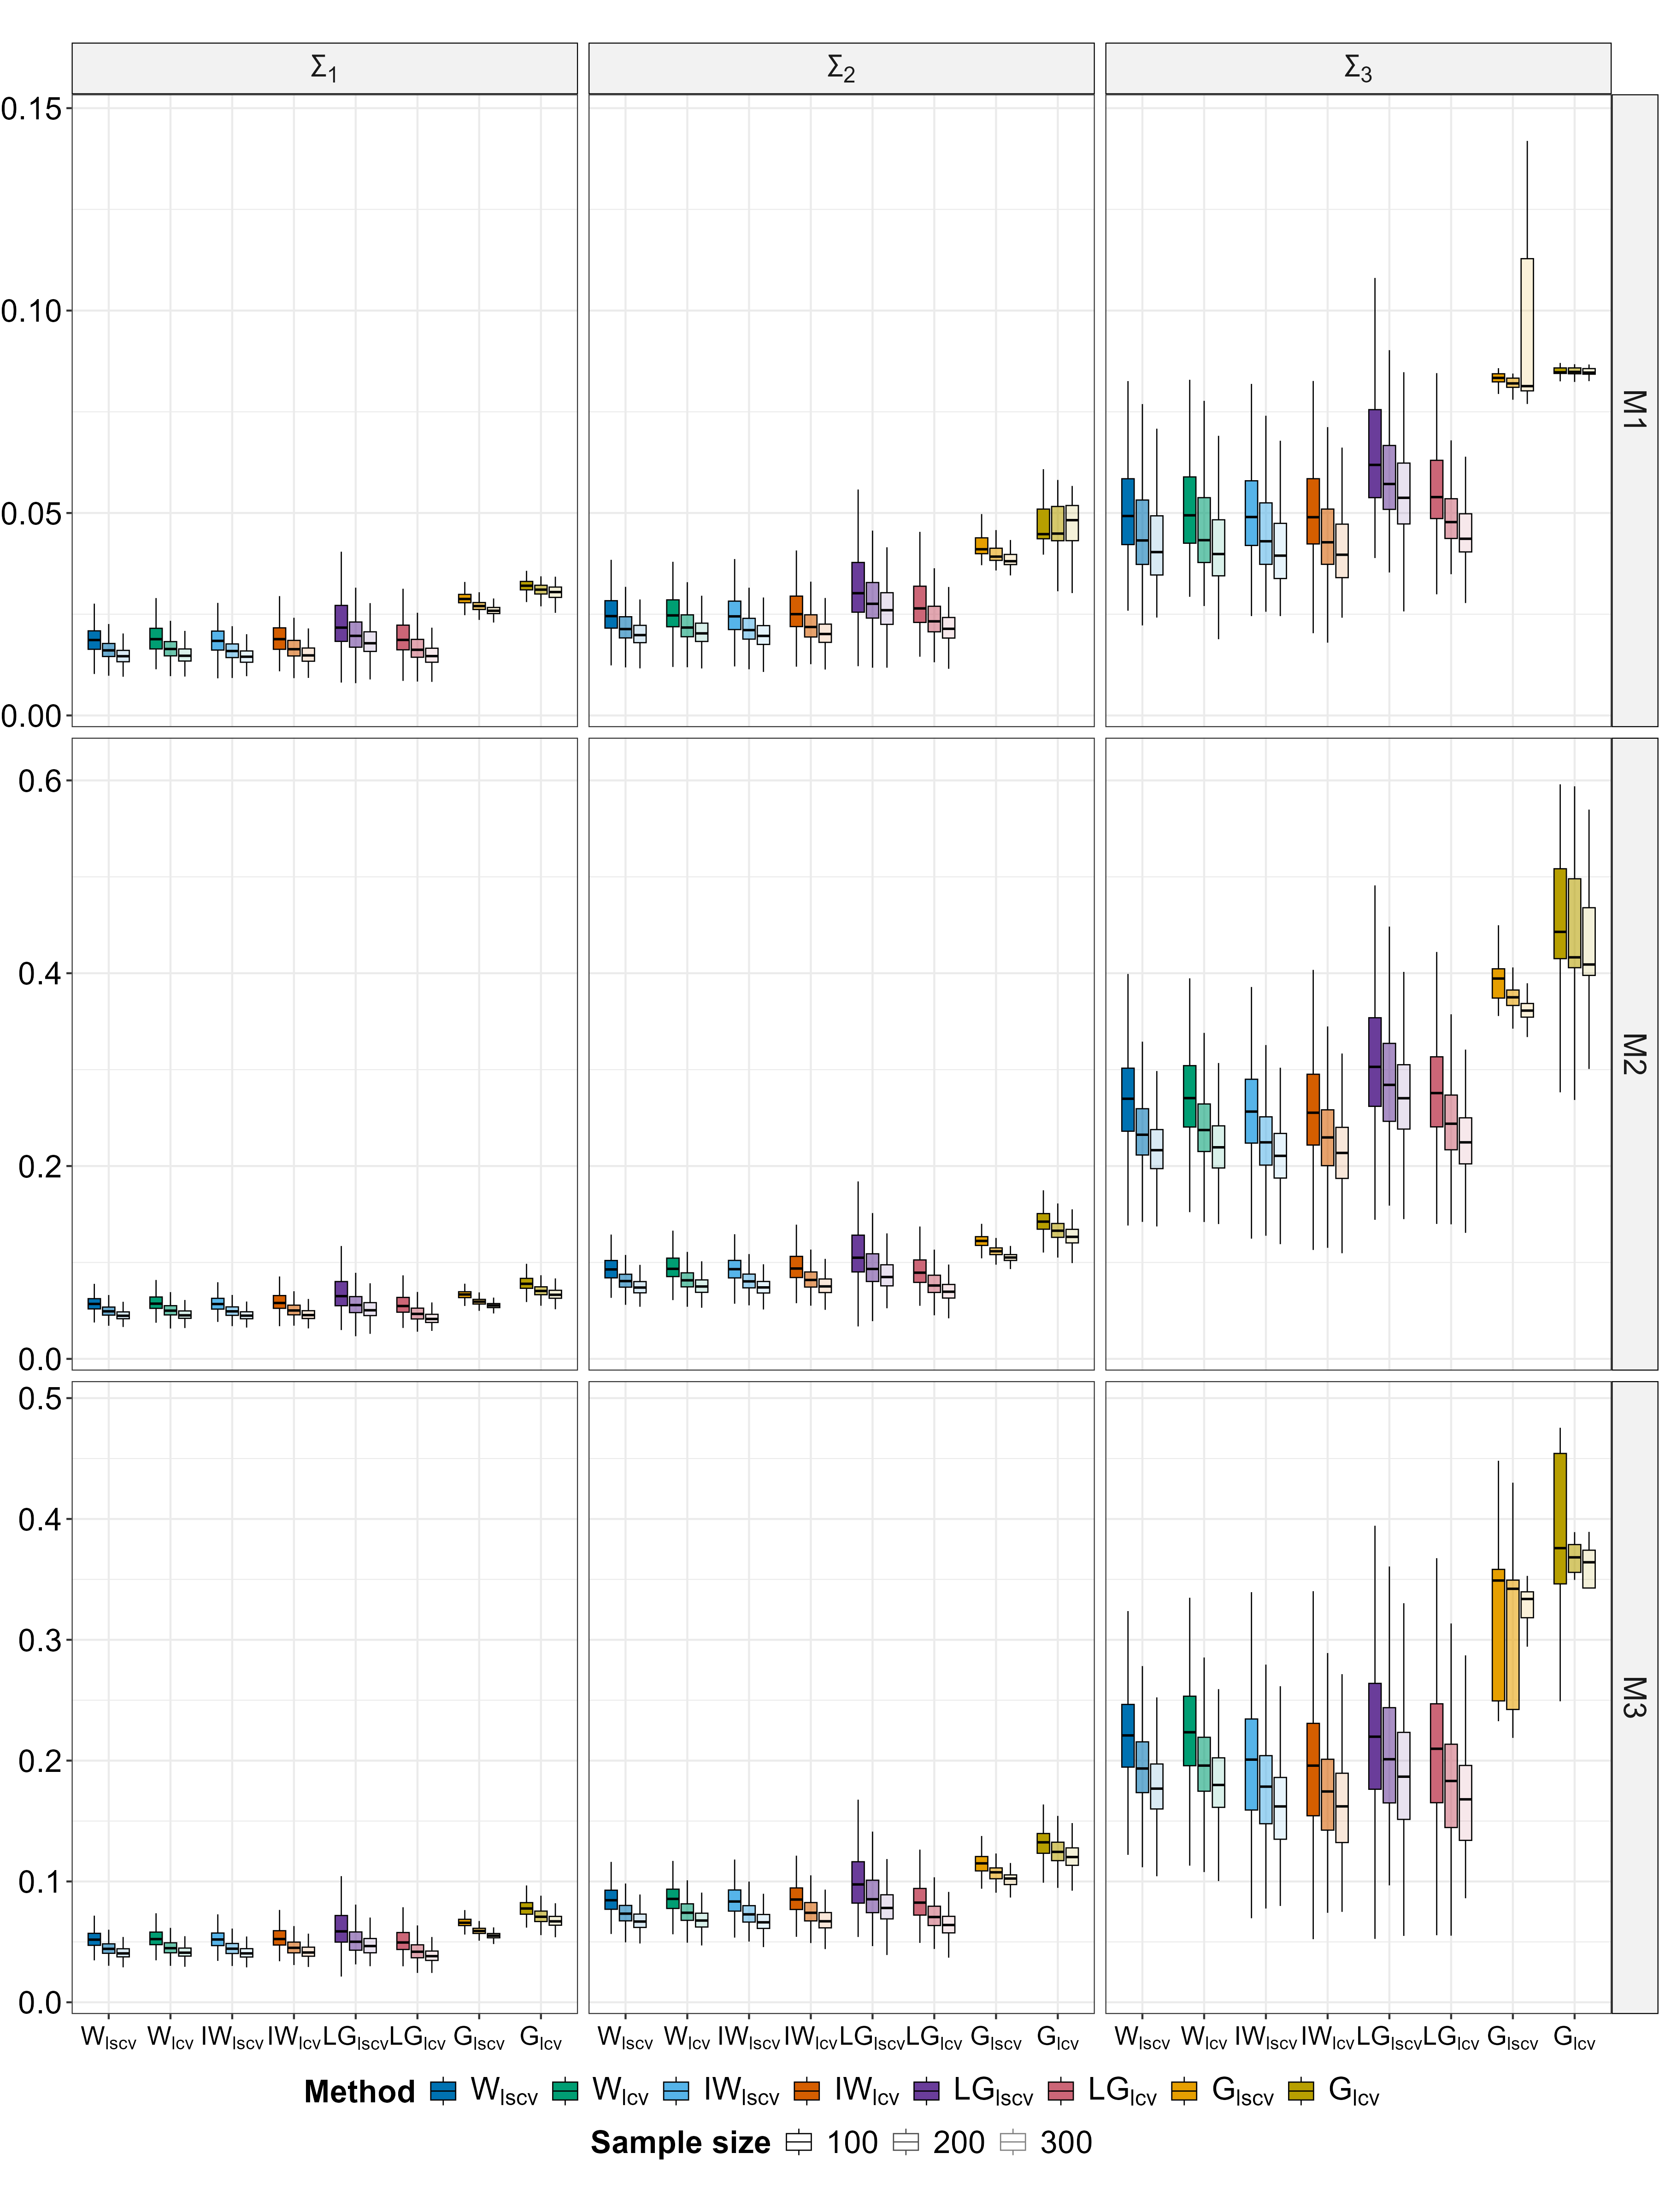 Σ1 Σ2 Σ3
0.15
0.10
0.05
0.00
M1
0.6
0.4
0.2
0.0
M2
0.5
0.4
0.3
0.2
0.1
0.0
M3
Wlscv Wlcv IWlscv IWlcv LGlscv LGlcv Glscv Glcv Wlscv Wlcv IWlscv IWlcv LGlscv LGlcv Glscv Glcv Wlscv Wlcv IWlscv IWlcv LGlscv LGlcv Glscv Glcv
Method Wlscv Wlcv IWlscv IWlcv LGlscv LGlcv Glscv Glcv
Sample size 100 200 300